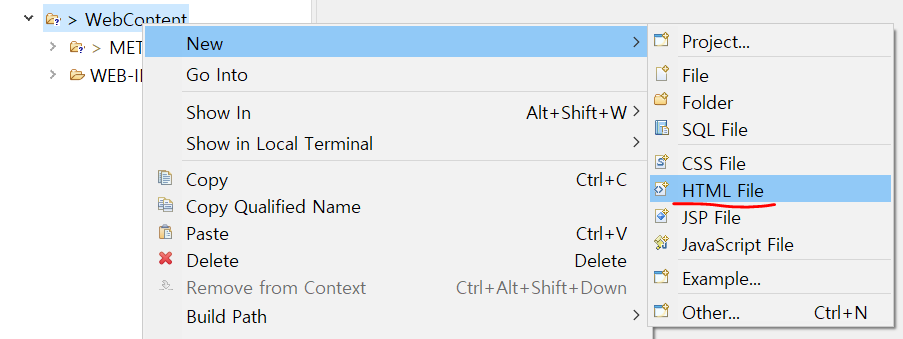 > WebContent
> MET
WEB-I
New
Go Into
Show In Alt+Shift+W
Show in Local Terminal
Copy Ctrl+C
Copy Qualified Name
Paste Ctrl+V
Delete Delete
Remove from Context Ctrl+Alt+Shift+Down
Build Path
Project...
File
Folder
SQL File
CSS File
HTML File
JSP File
JavaScript File
Example...
Other... Ctrl+N